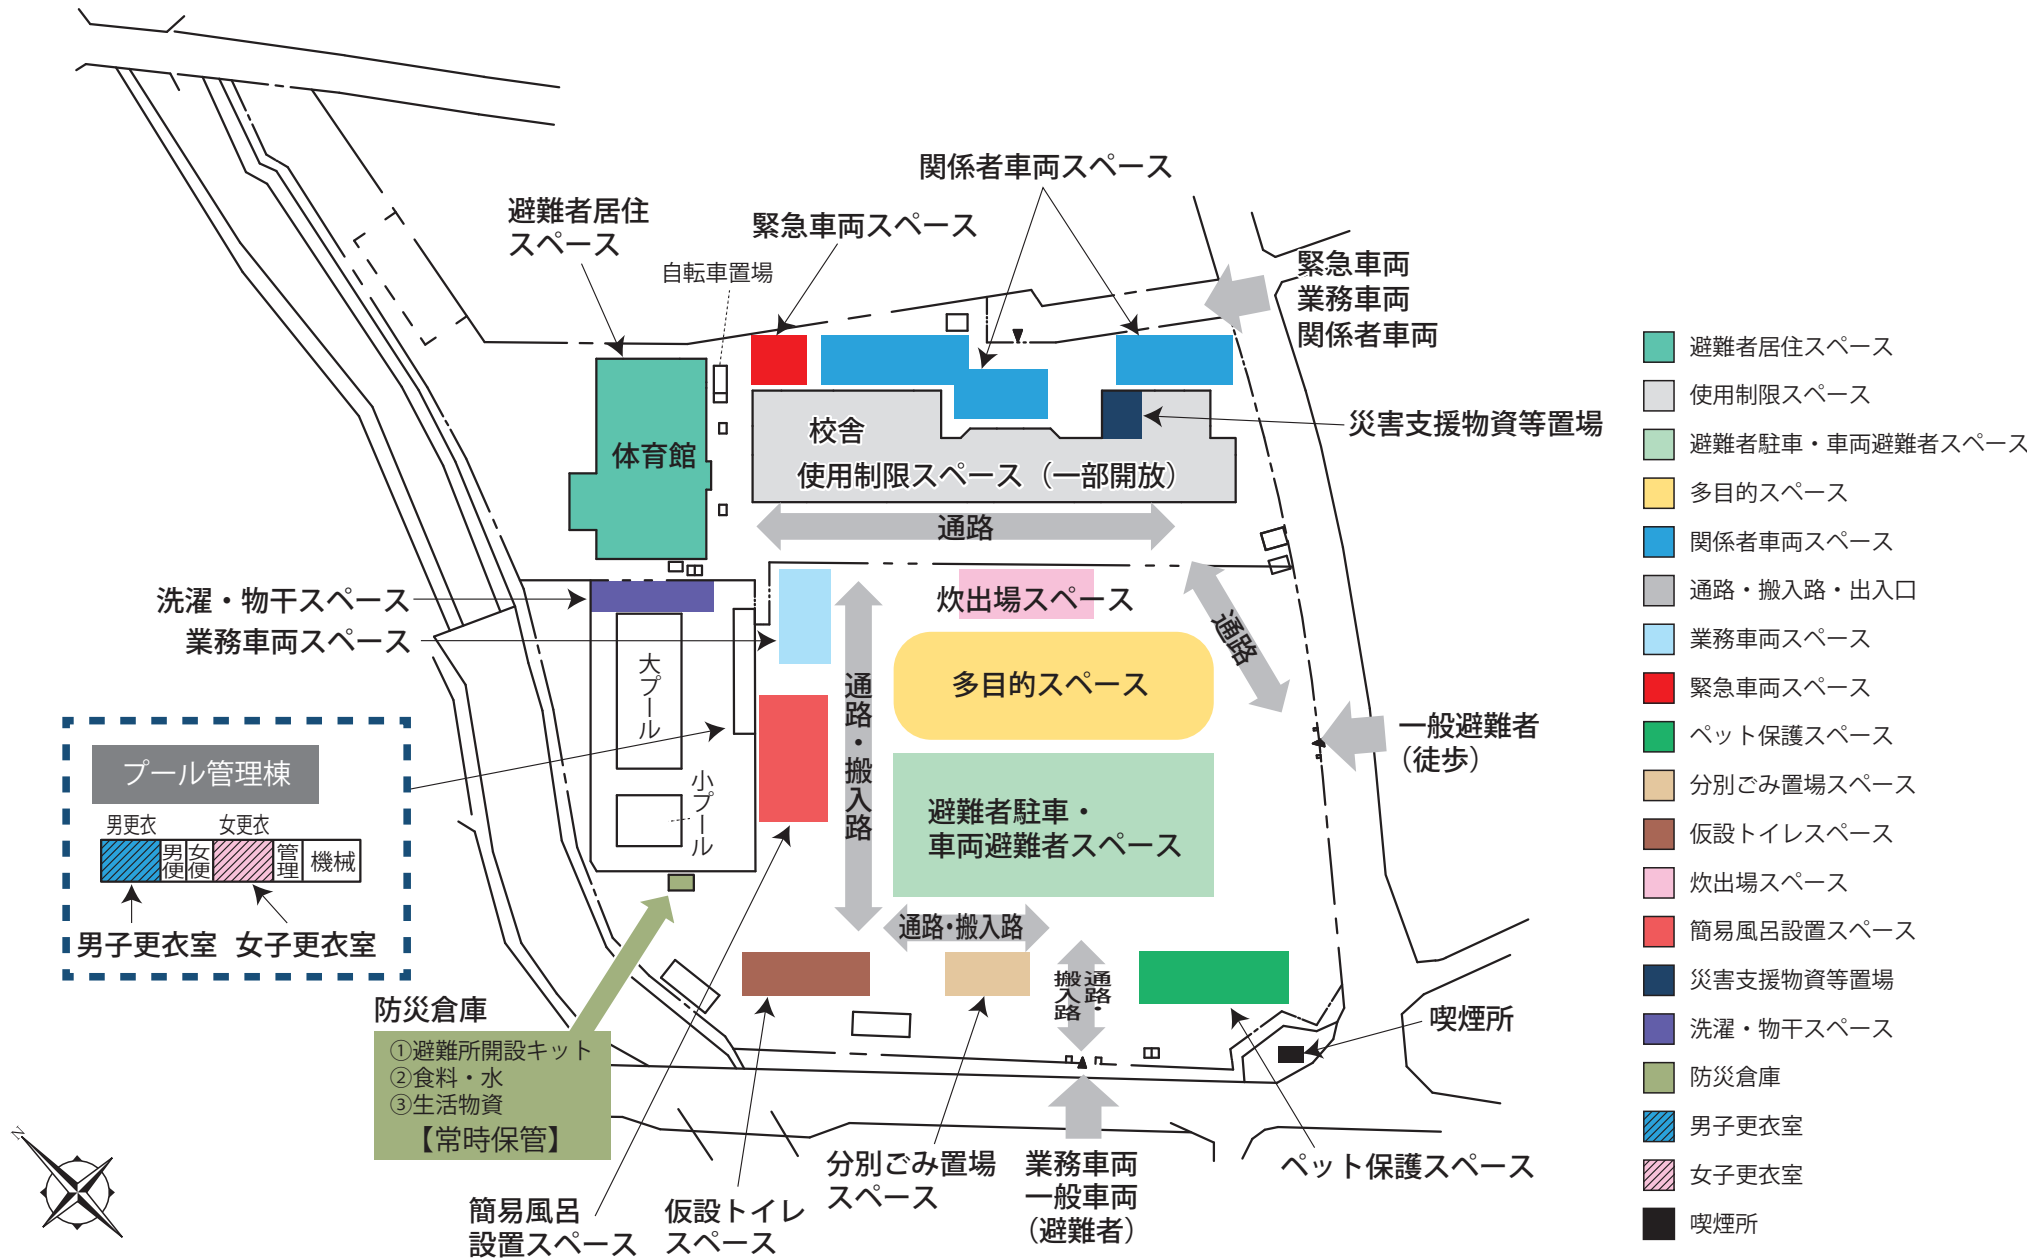 関係者車両スペース
避難者居住
スペース
緊急車両スペース
自転車置場
緊急車両
業務車両
関係者車両
災害支援物資等置場
体育館
校舎
使用制限スペース（一部開放）
通路
洗濯・物干スペース
業務車両スペース
炊出場スペース
通路
多目的スペース
大プール
小プール
通路・搬入路
一般避難者
（徒歩）
避難者駐車・
車両避難者スペース
プール管理棟
男更衣
女更衣
男便
女便
管理
機械
男子更衣室
女子更衣室
通路・搬入路
通路・
搬入路
防災倉庫
①避難所開設キット
②食料・水
③生活物資
【常時保管】
喫煙所
簡易風呂
設置スペース
仮設トイレ
スペース
分別ごみ置場
スペース
業務車両
一般車両
（避難者）
ペット保護スペース
N
避難者居住スペース
使用制限スペース
避難者駐車・車両避難者スペース
多目的スペース
関係者車両スペース
通路・搬入路・出入口
業務車両スペース
緊急車両スペース
ペット保護スペース
分別ごみ置場スペース
仮設トイレスペース
炊出場スペース
簡易風呂設置スペース
災害支援物資等置場
洗濯・物干スペース
防災倉庫
男子更衣室
女子更衣室
喫煙所